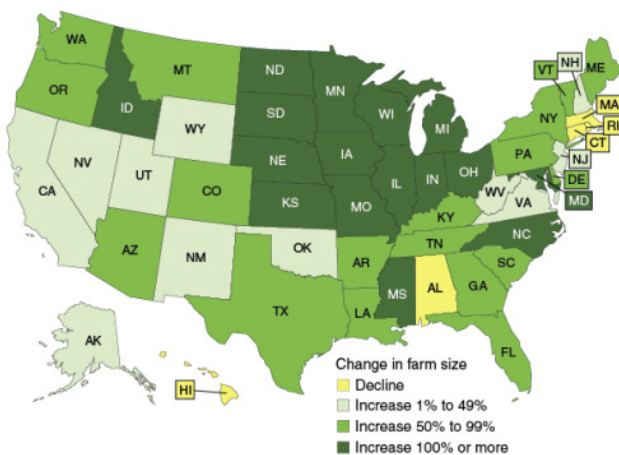 WA
MT
ND
MN
OR
ID
SD
WI
MI
NY
VT
NH
ME
MA
RI
CT
WY
NE
IA
PA
NJ
NV
UT
CO
IL
IN
OH
DE
MD
CA
KS
MO
WV
VA
KY
AZ
NM
OK
AR
TN
NC
SC
TX
LA
MS
AL
GA
FL
AK
HI
Change in farm size
Decline
Increase 1% to 49%
Increase 50% to 99%
Increase 100% or more